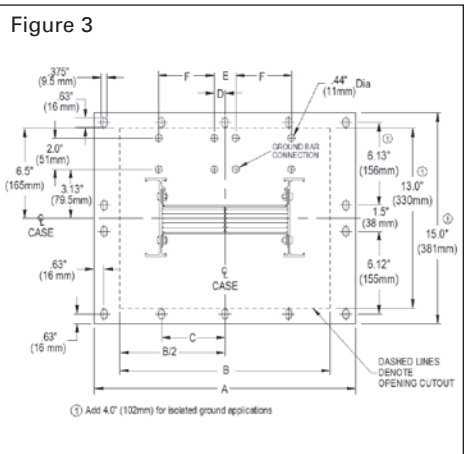 Figure 3
.375"
(9.5 mm)
.63"
(16 mm)
F
E
F
D
.44"
(11mm)
Dia
2.0"
(51mm)
GROUND BAR
CONNECTION
6.5"
(165mm)
3.13"
(79.5mm)
①
6.13"
(156mm)
①
13.0"
(330mm)
①
15.0"
(381mm)
1.5"
(38 mm)
℄
CASE
℄
CASE
.63"
(16 mm)
6.12"
(155mm)
C
B/2
.63"
(16 mm)
B
A
DASHED LINES
DENOTE
OPENING CUTOUT
① Add 4.0" (102mm) for isolated ground applications